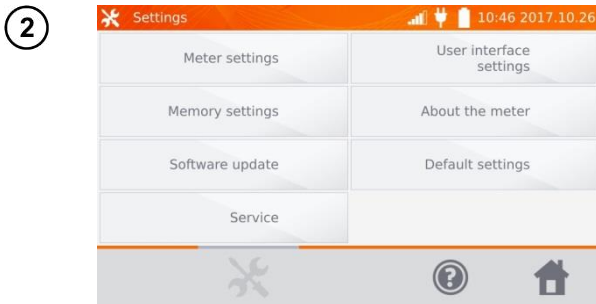 2
Settings
10:46 2017.10.26
Meter settings
User interface
settings
Memory settings
About the meter
Software update
Default settings
Service
?